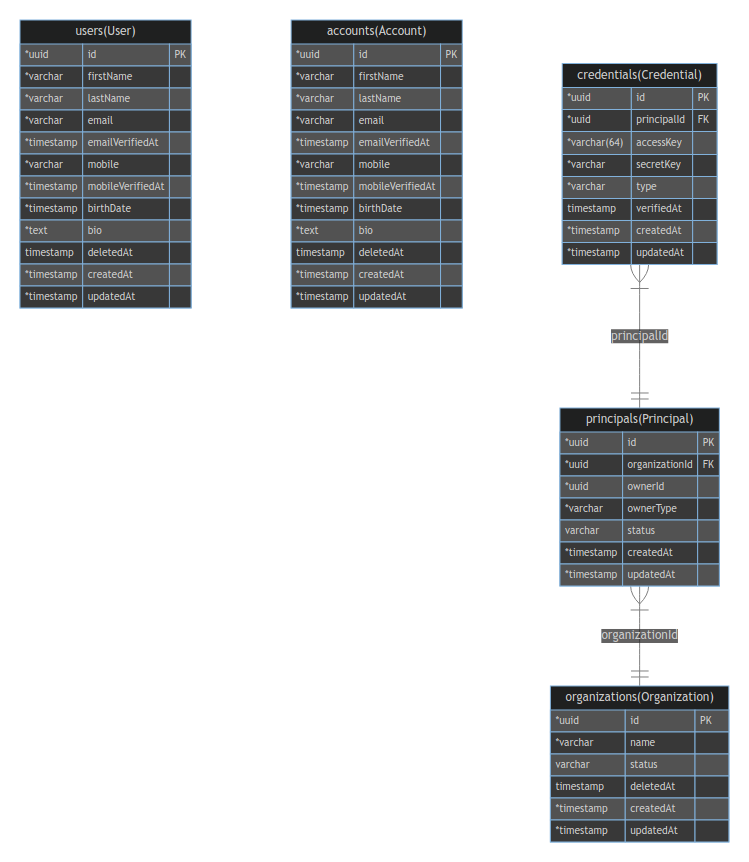 users(User)
*uuid id PK
*varchar firstName
*varchar lastName
*varchar email
*timestamp emailVerifiedAt
*varchar mobile
*timestamp mobileVerifiedAt
*timestamp birthDate
*text bio
timestamp deletedAt
*timestamp createdAt
*timestamp updatedAt
accounts(Account)
*uuid id PK
*varchar firstName
*varchar lastName
*varchar email
*timestamp emailVerifiedAt
*varchar mobile
*timestamp mobileVerifiedAt
*timestamp birthDate
*text bio
timestamp deletedAt
*timestamp createdAt
*timestamp updatedAt
credentials(Credential)
*uuid id PK
*uuid principalId FK
*varchar(64) accessKey
*varchar secretKey
*varchar type
timestamp verifiedAt
*timestamp createdAt
*timestamp updatedAt
principalId
principals(Principal)
*uuid id PK
*uuid organizationId FK
*uuid ownerId
*varchar ownerType
varchar status
*timestamp createdAt
*timestamp updatedAt
organizationId
organizations(Organization)
*uuid id PK
*varchar name
varchar status
timestamp deletedAt
*timestamp createdAt
*timestamp updatedAt